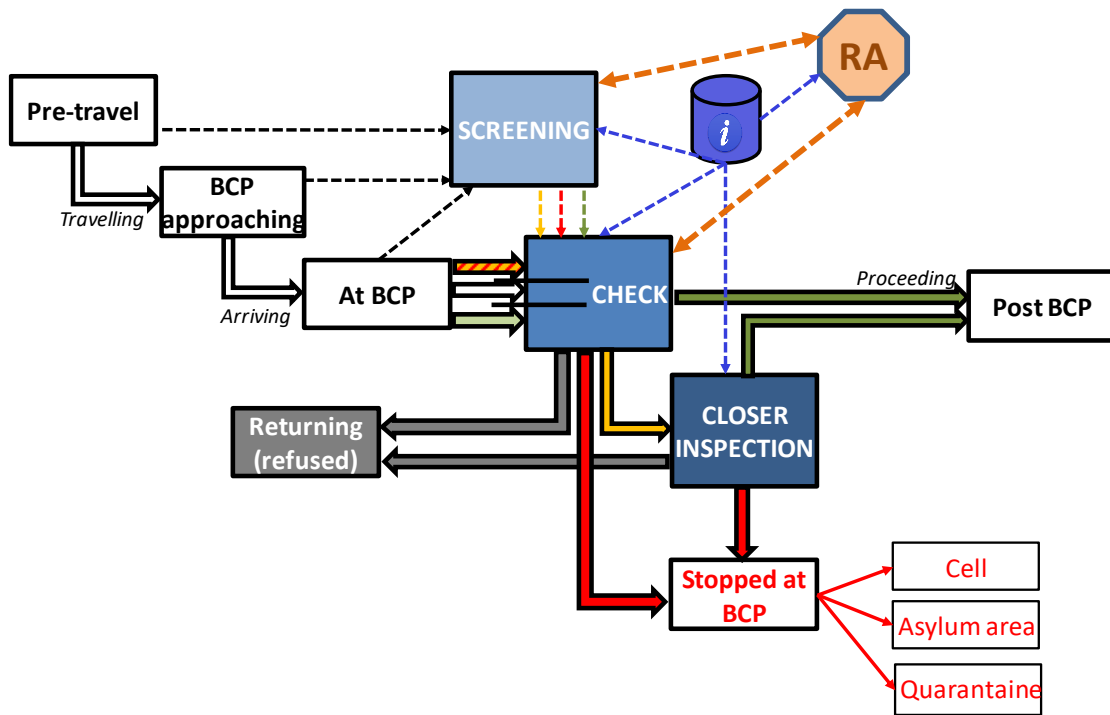 RA
Pre-travel
SCREENING
i
BCP
approaching
Travelling
At BCP
Arriving
CHECK
Proceeding
Post BCP
Returning
(refused)
CLOSER
INSPECTION
Stopped at
BCP
Cell
Asylum area
Quarantaine